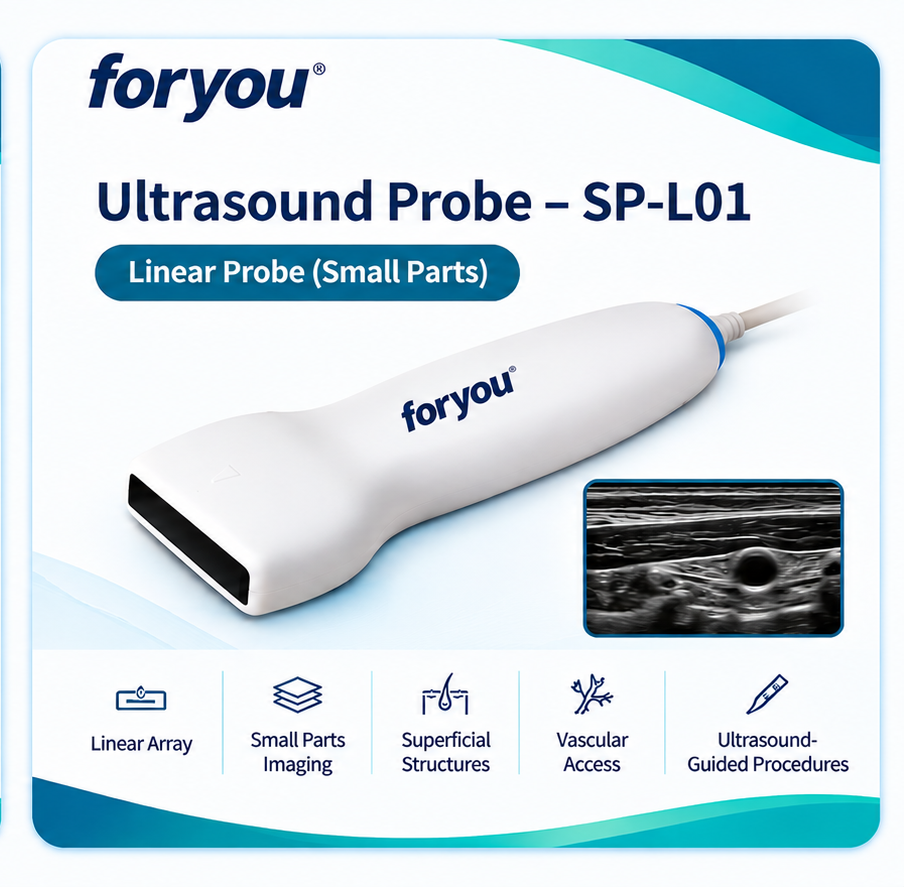 foryou®
Ultrasound Probe – SP-L01
Linear Probe (Small Parts)
foryou®
Linear Array
Small Parts
Imaging
Superficial
Structures
Vascular
Access
Ultrasound-
Guided Procedures